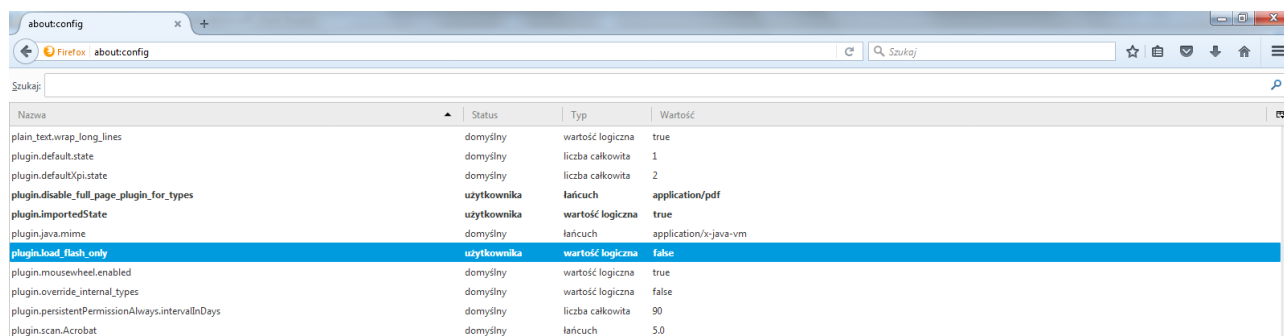 about:config
Firefox about:config Szukaj
Szukaj:
Nazwa Status Typ Wartość
plain_text.wrap_long_lines domyślny wartość logiczna true
plugin.default.state domyślny liczba całkowita 1
plugin.defaultXpi.state domyślny liczba całkowita 2
plugin.disable_full_page_plugin_for_types użytkownika łańcuch application/pdf
plugin.importedState użytkownika wartość logiczna true
plugin.java.mime domyślny łańcuch application/x-java-vm
plugin.load_flash_only użytkownika wartość logiczna false
plugin.mousewheel.enabled domyślny wartość logiczna true
plugin.override_internal_types domyślny wartość logiczna false
plugin.persistentPermissionAlways.intervalInDays domyślny liczba całkowita 90
plugin.scan.Acrobat domyślny łańcuch 5.0